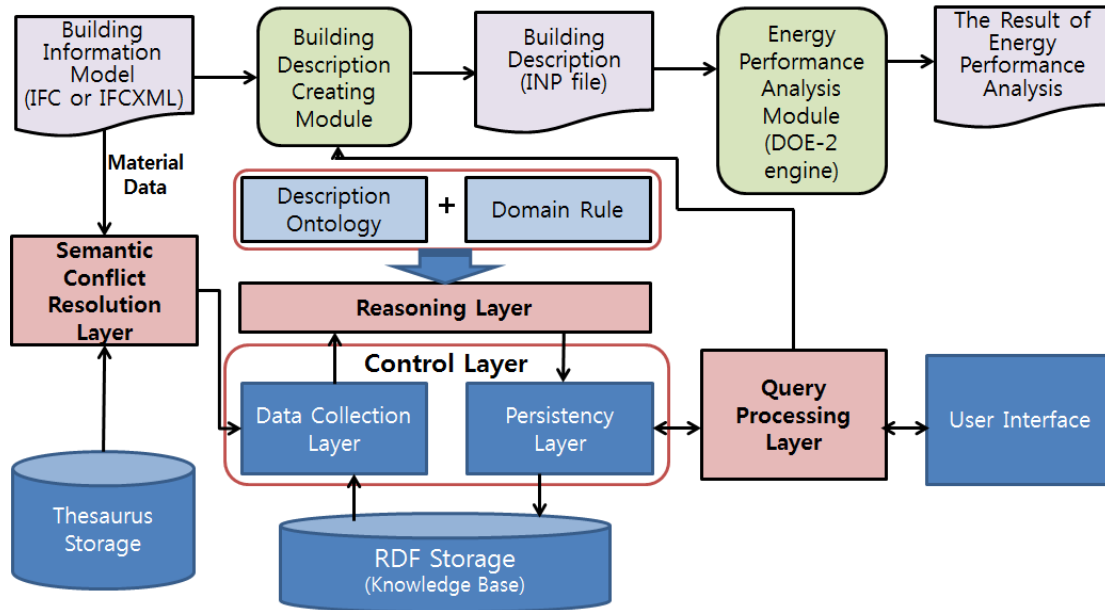 Building
Information
Model
(IFC or IFCXML)
Building
Description
Creating
Module
Building
Description
(INP file)
Energy
Performance
Analysis
Module
(DOE-2
engine)
The Result of
Energy
Performance
Analysis
Material
Data
Description
Ontology
+
Domain Rule
Semantic
Conflict
Resolution
Layer
Reasoning Layer
Control Layer
Data Collection
Layer
Persistency
Layer
Query
Processing
Layer
User Interface
Thesaurus
Storage
RDF Storage
(Knowledge Base)